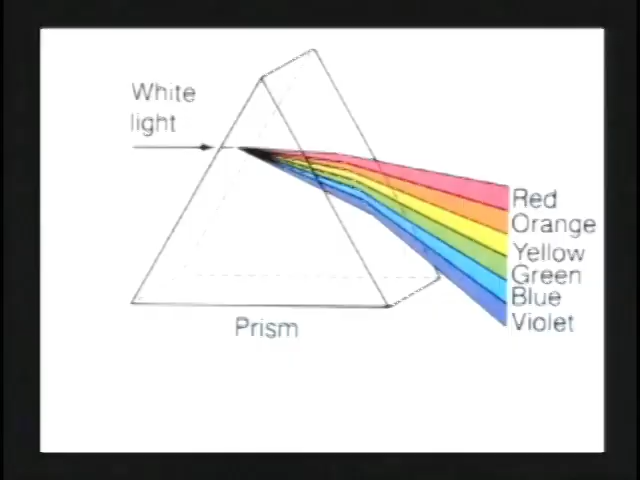 White
light
Red
Orange
Yellow
Green
Blue
Violet
Prism